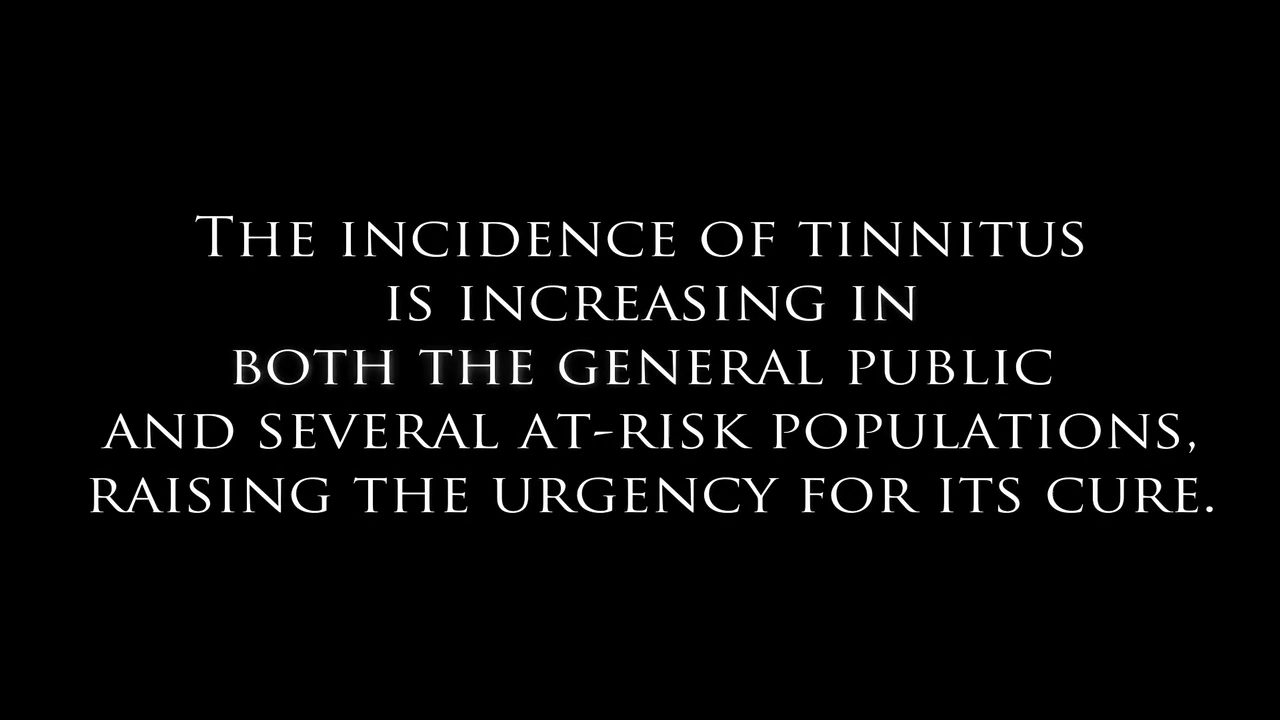 The incidence of tinnitus
is increasing in
both the general public
and several at-risk populations,
raising the urgency for its cure.